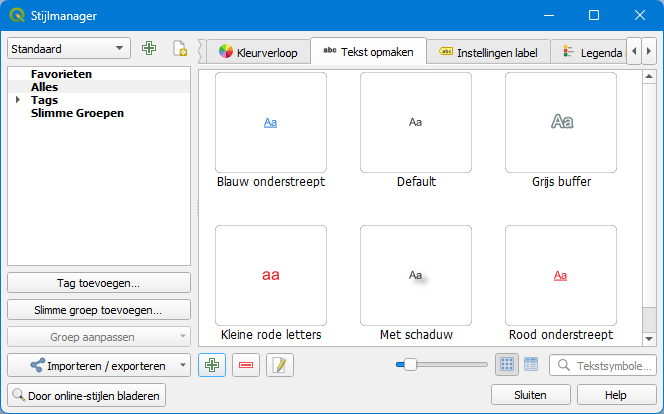 Stijlmanager
Standaard
Kleurverloop
abc Tekst opmaken
abc Instellingen label
Legenda
Favorieten
Alles
Tags
Slimme Groepen
Aa
Aa
Aa
Blauw onderstreept
Default
Grijs buffer
aa
Aa
Aa
Kleine rode letters
Met schaduw
Rood onderstreept
Tag toevoegen...
Slimme groep toevoegen...
Groep aanpassen
Importeren / exporteren
Tekstsymbole...
Door online-stijlen bladeren
Sluiten
Help